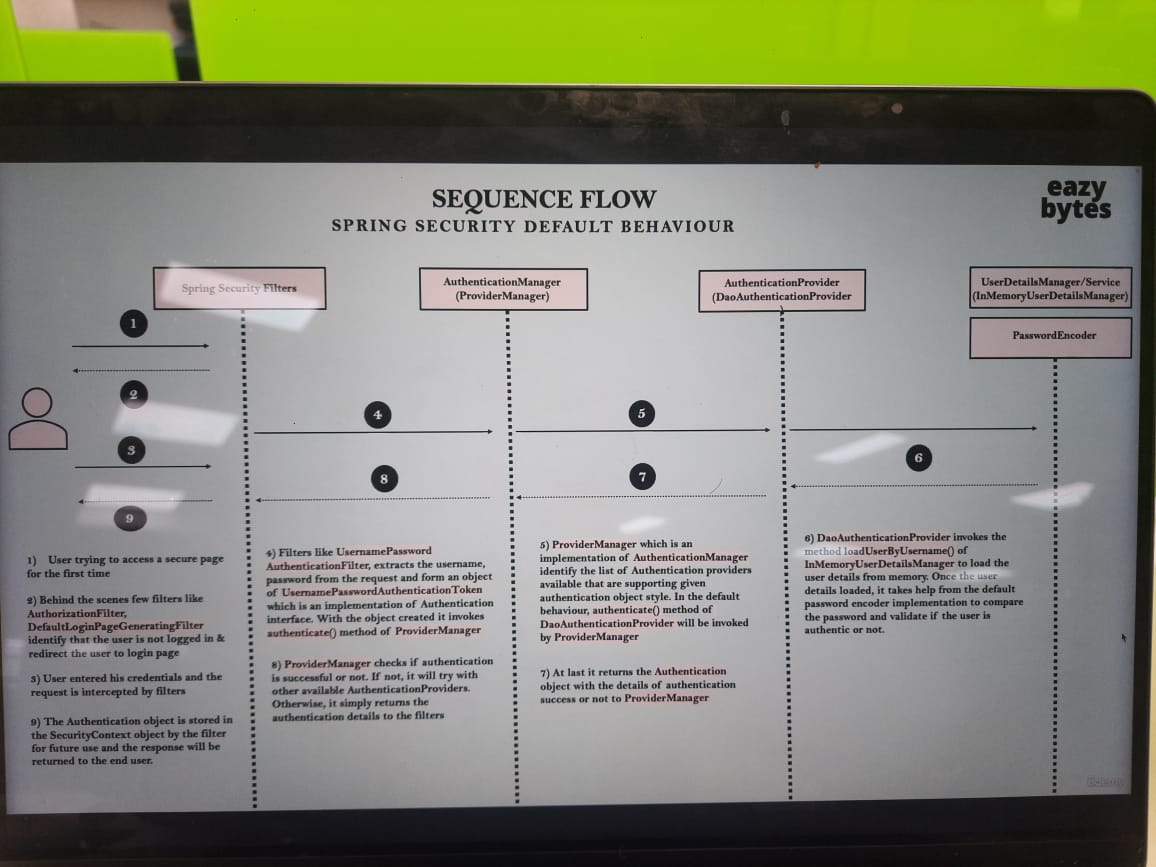 SEQUENCE FLOW
SPRING SECURITY DEFAULT BEHAVIOUR
eazy
bytes
Spring Security Filters
AuthenticationManager
(ProviderManager)
AuthenticationProvider
(DaoAuthenticationProvider
UserDetailsManager/Service
(InMemoryUserDetailsManager)
PasswordEncoder
1
2
3
4
5
6
7
8
9
1) User trying to access a secure page
for the first time
2) Behind the scenes few filters like
AuthorizationFilter,
DefaultLoginPageGeneratingFilter
identify that the user is not logged in &
redirect the user to login page
3) User entered his credentials and the
request is intercepted by filters
9) The Authentication object is stored in
the SecurityContext object by the filter
for future use and the response will be
returned to the end user.
4) Filters like UsernamePassword
AuthenticationFilter, extracts the username,
password from the request and form an object
of UsernamePasswordAuthenticationToken
which is an implementation of Authentication
interface. With the object created it invokes
authenticate() method of ProviderManager
8) ProviderManager checks if authentication
is successful or not. If not, it will try with
other available AuthenticationProviders.
Otherwise, it simply returns the
authentication details to the filters
5) ProviderManager which is an
implementation of AuthenticationManager
identify the list of Authentication providers
available that are supporting given
authentication object style. In the default
behaviour, authenticate() method of
DaoAuthenticationProvider will be invoked
by ProviderManager
7) At last it returns the Authentication
object with the details of authentication
success or not to ProviderManager
6) DaoAuthenticationProvider invokes the
method loadUserByUsername() of
InMemoryUserDetailsManager to load the
user details from memory. Once the user
details loaded, it takes help from the default
password encoder implementation to compare
the password and validate if the user is
authentic or not.